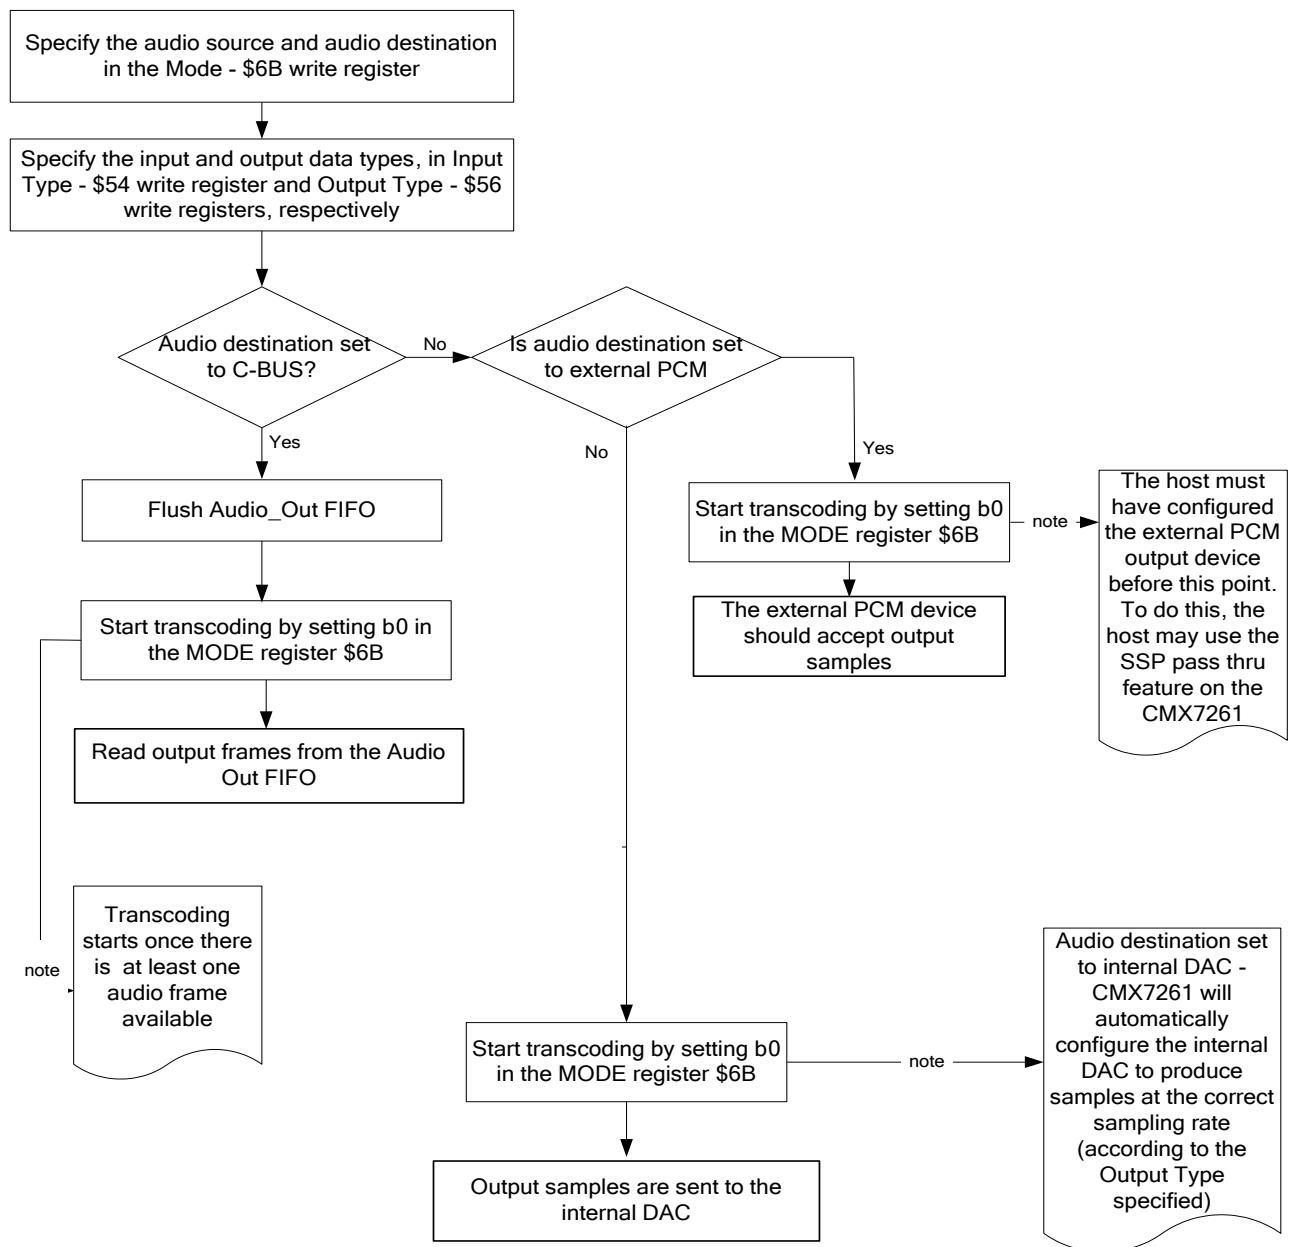 Specify the audio source and audio destination
in the Mode - $6B write register
Specify the input and output data types, in Input
Type - $54 write register and Output Type - $56
write registers, respectively
Audio destination set
to C-BUS?
No
Is audio destination set
to external PCM
Yes
No
Yes
Flush Audio_Out FIFO
Start transcoding by setting b0
in the MODE register $6B
note
The host must
have configured
the external PCM
output device
before this point.
To do this, the
host may use the
SSP pass thru
feature on the
CMX7261
Start transcoding by setting b0 in
the MODE register $6B
The external PCM device
should accept output
samples
Read output frames from the Audio
Out FIFO
note
Transcoding
starts once there
is at least one
audio frame
available
Start transcoding by setting b0
in the MODE register $6B
note
Audio destination set
to internal DAC -
CMX7261 will
automatically
configure the internal
DAC to produce
samples at the correct
sampling rate
(according to the
Output Type
specified)
Output samples are sent to the
internal DAC